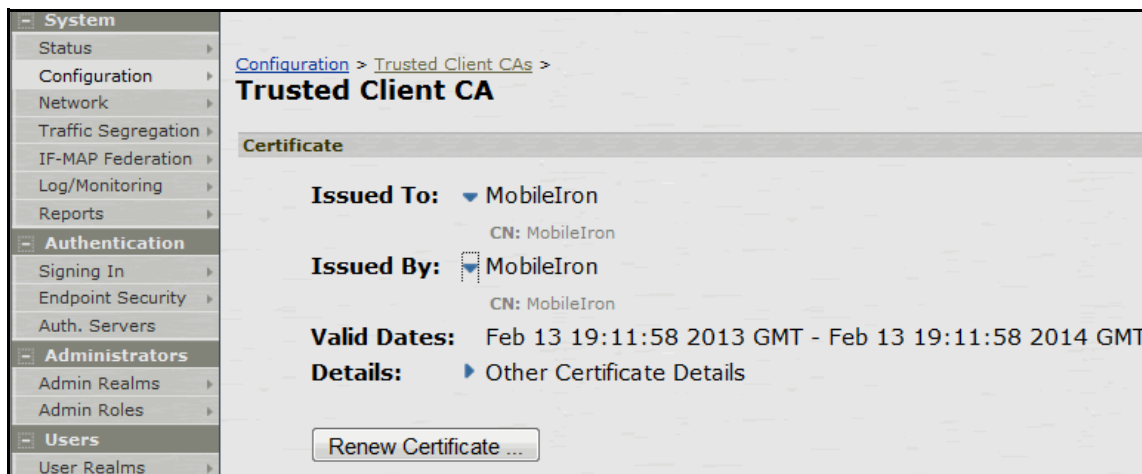 System
Status
Configuration
Network
Traffic Segregation
IF-MAP Federation
Log/Monitoring
Reports
Authentication
Signing In
Endpoint Security
Auth. Servers
Administrators
Admin Realms
Admin Roles
Users
User Realms
Configuration > Trusted Client CAs >
Trusted Client CA
Certificate
Issued To: MobileIron
CN: MobileIron
Issued By: MobileIron
CN: MobileIron
Valid Dates: Feb 13 19:11:58 2013 GMT - Feb 13 19:11:58 2014 GMT
Details: Other Certificate Details
Renew Certificate ...